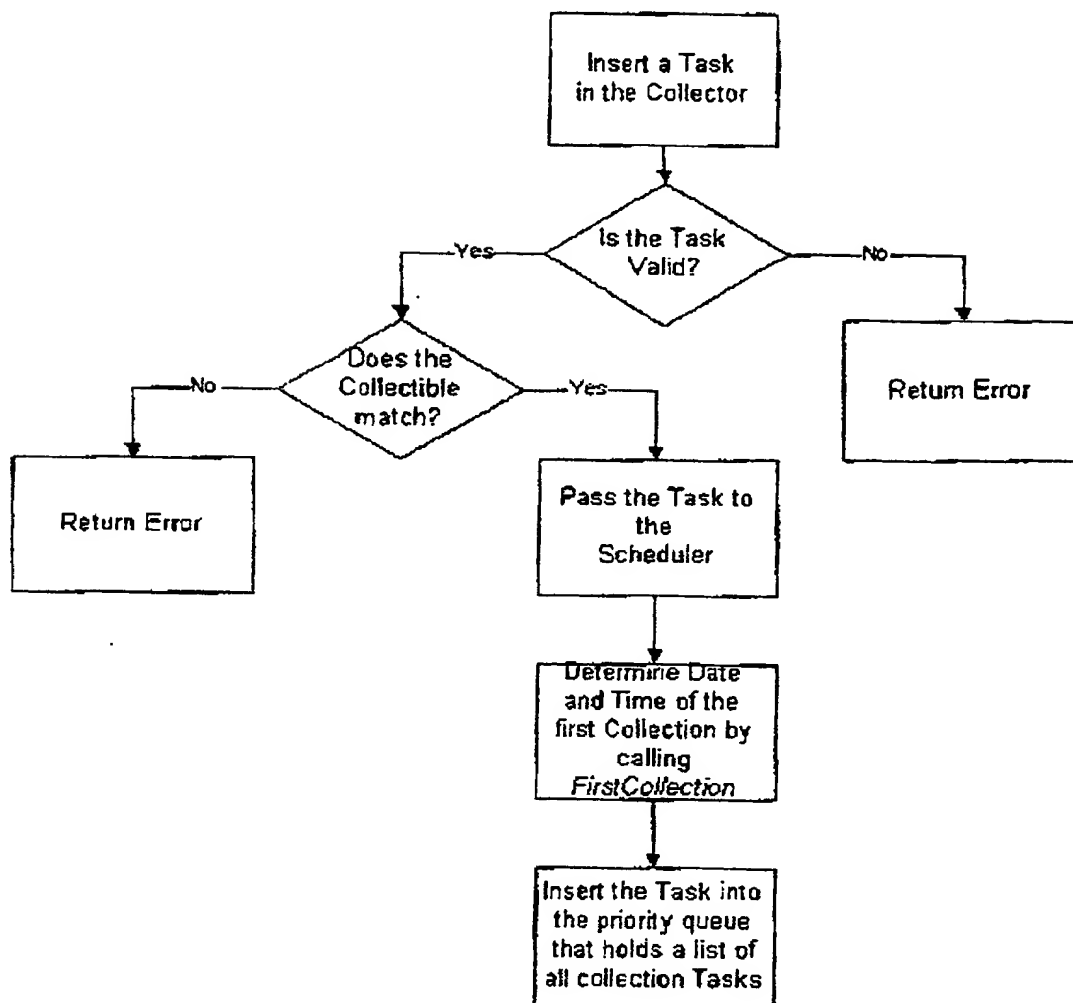 Insert a Task
in the Collector
Is the Task
Valid?
Yes
No
Does the
Collectible
match?
No
Yes
Return Error
Return Error
Pass the Task to
the
Scheduler
Determine Date
and Time of the
first Collection by
calling
FirstCollection
Insert the Task into
the priority queue
that holds a list of
all collection Tasks